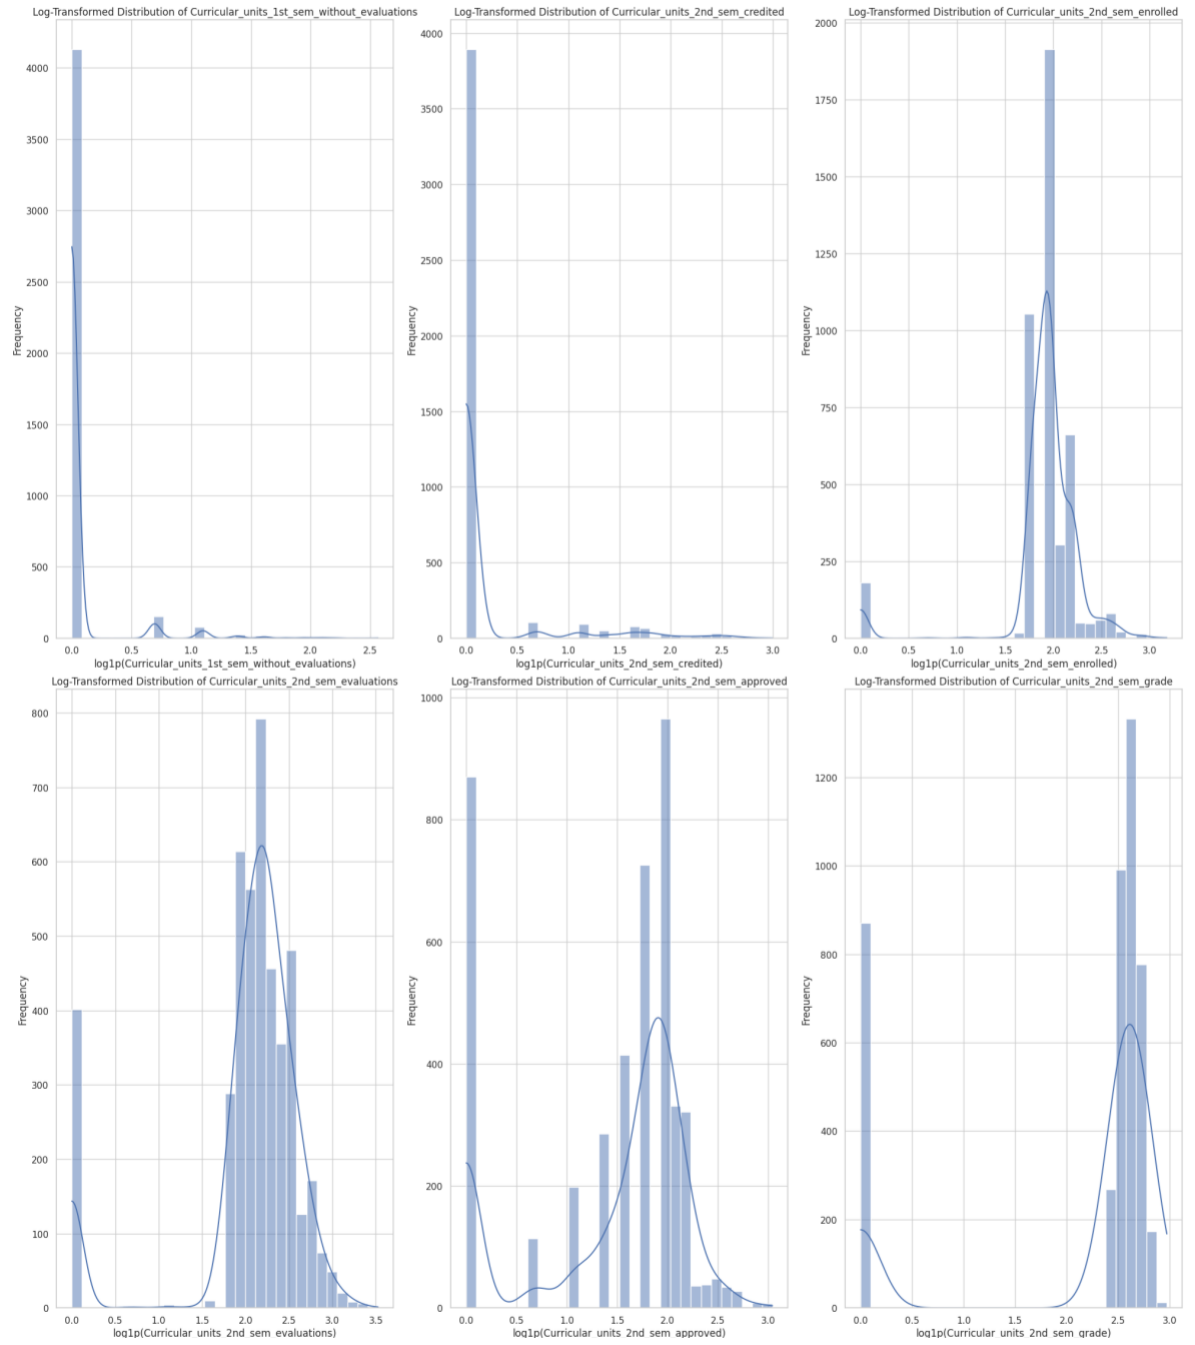 Log-Transformed Distribution of Curricular_units_1st_sem_without_evaluations
Frequency
4000
3500
3000
2500
2000
1500
1000
500
0
0.0 0.5 1.0 1.5 2.0 2.5
log1p(Curricular_units_1st_sem_without_evaluations)
Log-Transformed Distribution of Curricular_units_2nd_sem_credited
Frequency
4000
3500
3000
2500
2000
1500
1000
500
0
0.0 0.5 1.0 1.5 2.0 2.5 3.0
log1p(Curricular_units_2nd_sem_credited)
Log-Transformed Distribution of Curricular_units_2nd_sem_enrolled
Frequency
2000
1750
1500
1250
1000
750
500
250
0
0.0 0.5 1.0 1.5 2.0 2.5 3.0
log1p(Curricular_units_2nd_sem_enrolled)
Log-Transformed Distribution of Curricular_units_2nd_sem_evaluations
Frequency
800
700
600
500
400
300
200
100
0
0.0 0.5 1.0 1.5 2.0 2.5 3.0 3.5
log1p(Curricular_units_2nd_sem_evaluations)
Log-Transformed Distribution of Curricular_units_2nd_sem_approved
Frequency
1000
800
600
400
200
0
0.0 0.5 1.0 1.5 2.0 2.5 3.0
log1p(Curricular_units_2nd_sem_approved)
Log-Transformed Distribution of Curricular_units_2nd_sem_grade
Frequency
1200
1000
800
600
400
200
0
0.0 0.5 1.0 1.5 2.0 2.5 3.0
log1p(Curricular_units_2nd_sem_grade)